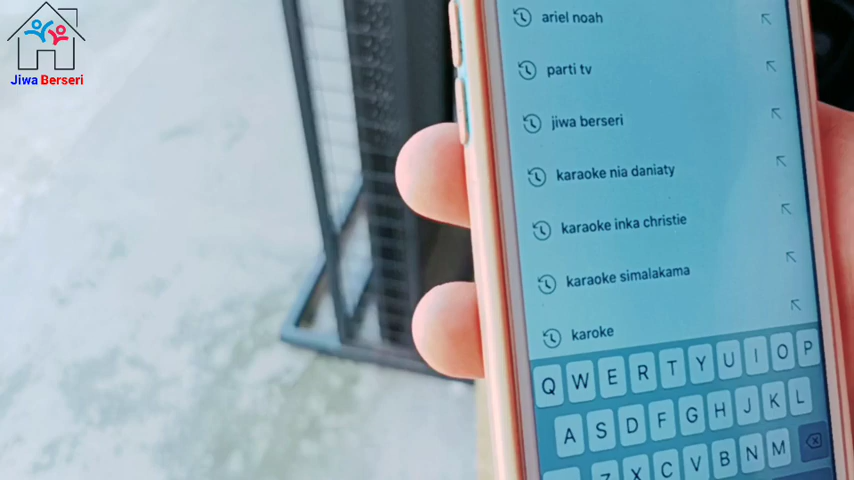 Jiwa Berseri
ariel noah
parti tv
jiwa berseri
karaoke nia daniaty
karaoke inka christie
karaoke simalakama
karoke
Q W E R T Y U I O P
A S D F G H J K L
Z X C V B N M